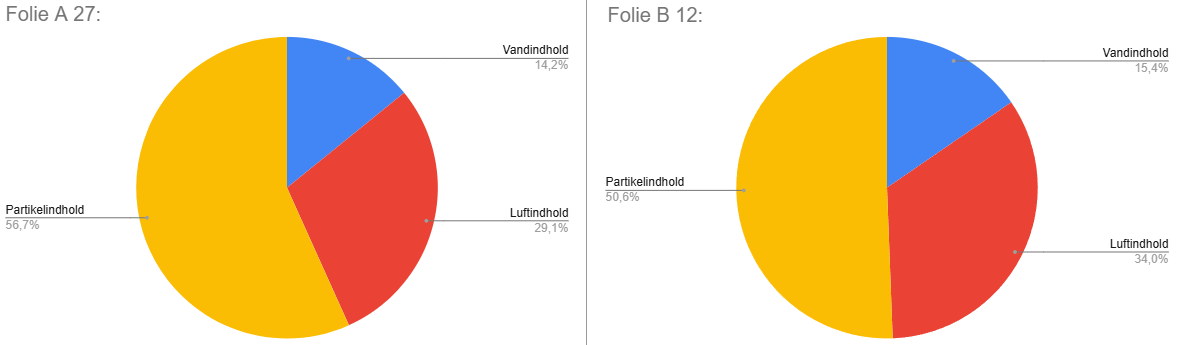 Folie A 27:
Vandindhold
14,2%
Partikelindhold
56,7%
Luftindhold
29,1%
Folie B 12:
Vandindhold
15,4%
Partikelindhold
50,6%
Luftindhold
34,0%